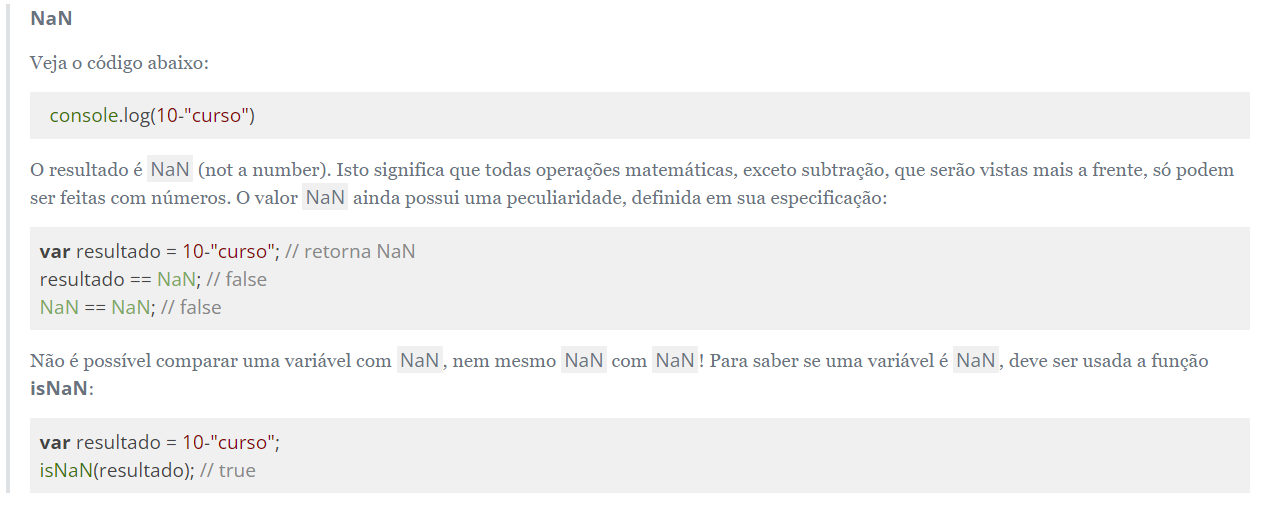 NaN
Veja o código abaixo:
console.log(10-"curso")
O resultado é NaN (not a number). Isto significa que todas operações matemáticas, exceto subtração, que serão vistas mais a frente, só podem
ser feitas com números. O valor NaN ainda possui uma peculiaridade, definida em sua especificação:
var resultado = 10-"curso"; // retorna NaN
resultado == NaN; // false
NaN == NaN; // false
Não é possível comparar uma variável com NaN, nem mesmo NaN com NaN! Para saber se uma variável é NaN, deve ser usada a função
isNaN:
var resultado = 10-"curso";
isNaN(resultado); // true